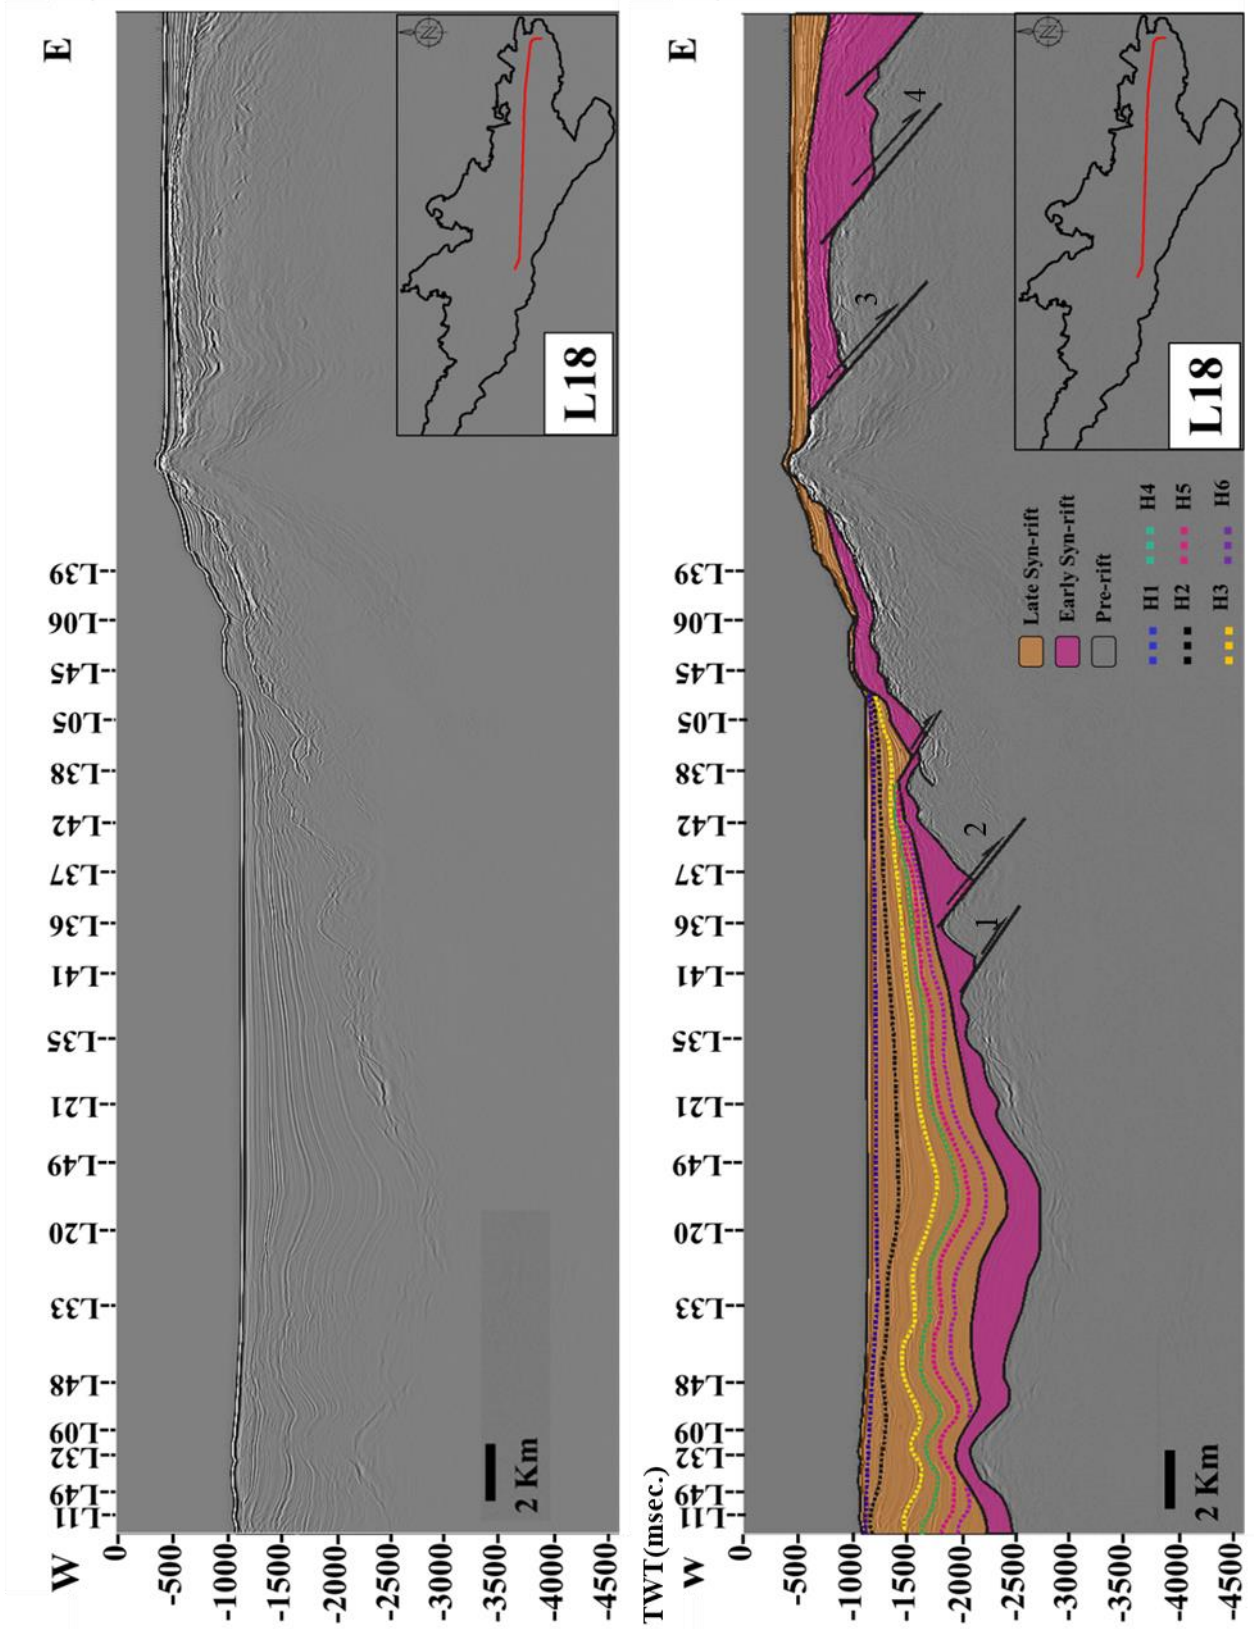 W
E
L11
L49
L32
L09
L48
L33
L20
L49
L21
L35
L41
L36
L37
L42
L38
L05
L45
L06
L39
0
-500
-1000
-1500
-2000
-2500
-3000
-3500
-4000
-4500
2 Km
N
L18
TWT(msec.)
W
E
L11
L49
L32
L09
L48
L33
L20
L49
L21
L35
L41
L36
L37
L42
L38
L05
L45
L06
L39
0
-500
-1000
-1500
-2000
-2500
-3000
-3500
-4000
-4500
1
2
3
4
2 Km
Late Syn-rift
Early Syn-rift
Pre-rift
H1 H4
H2 H5
H3 H6
N
L18